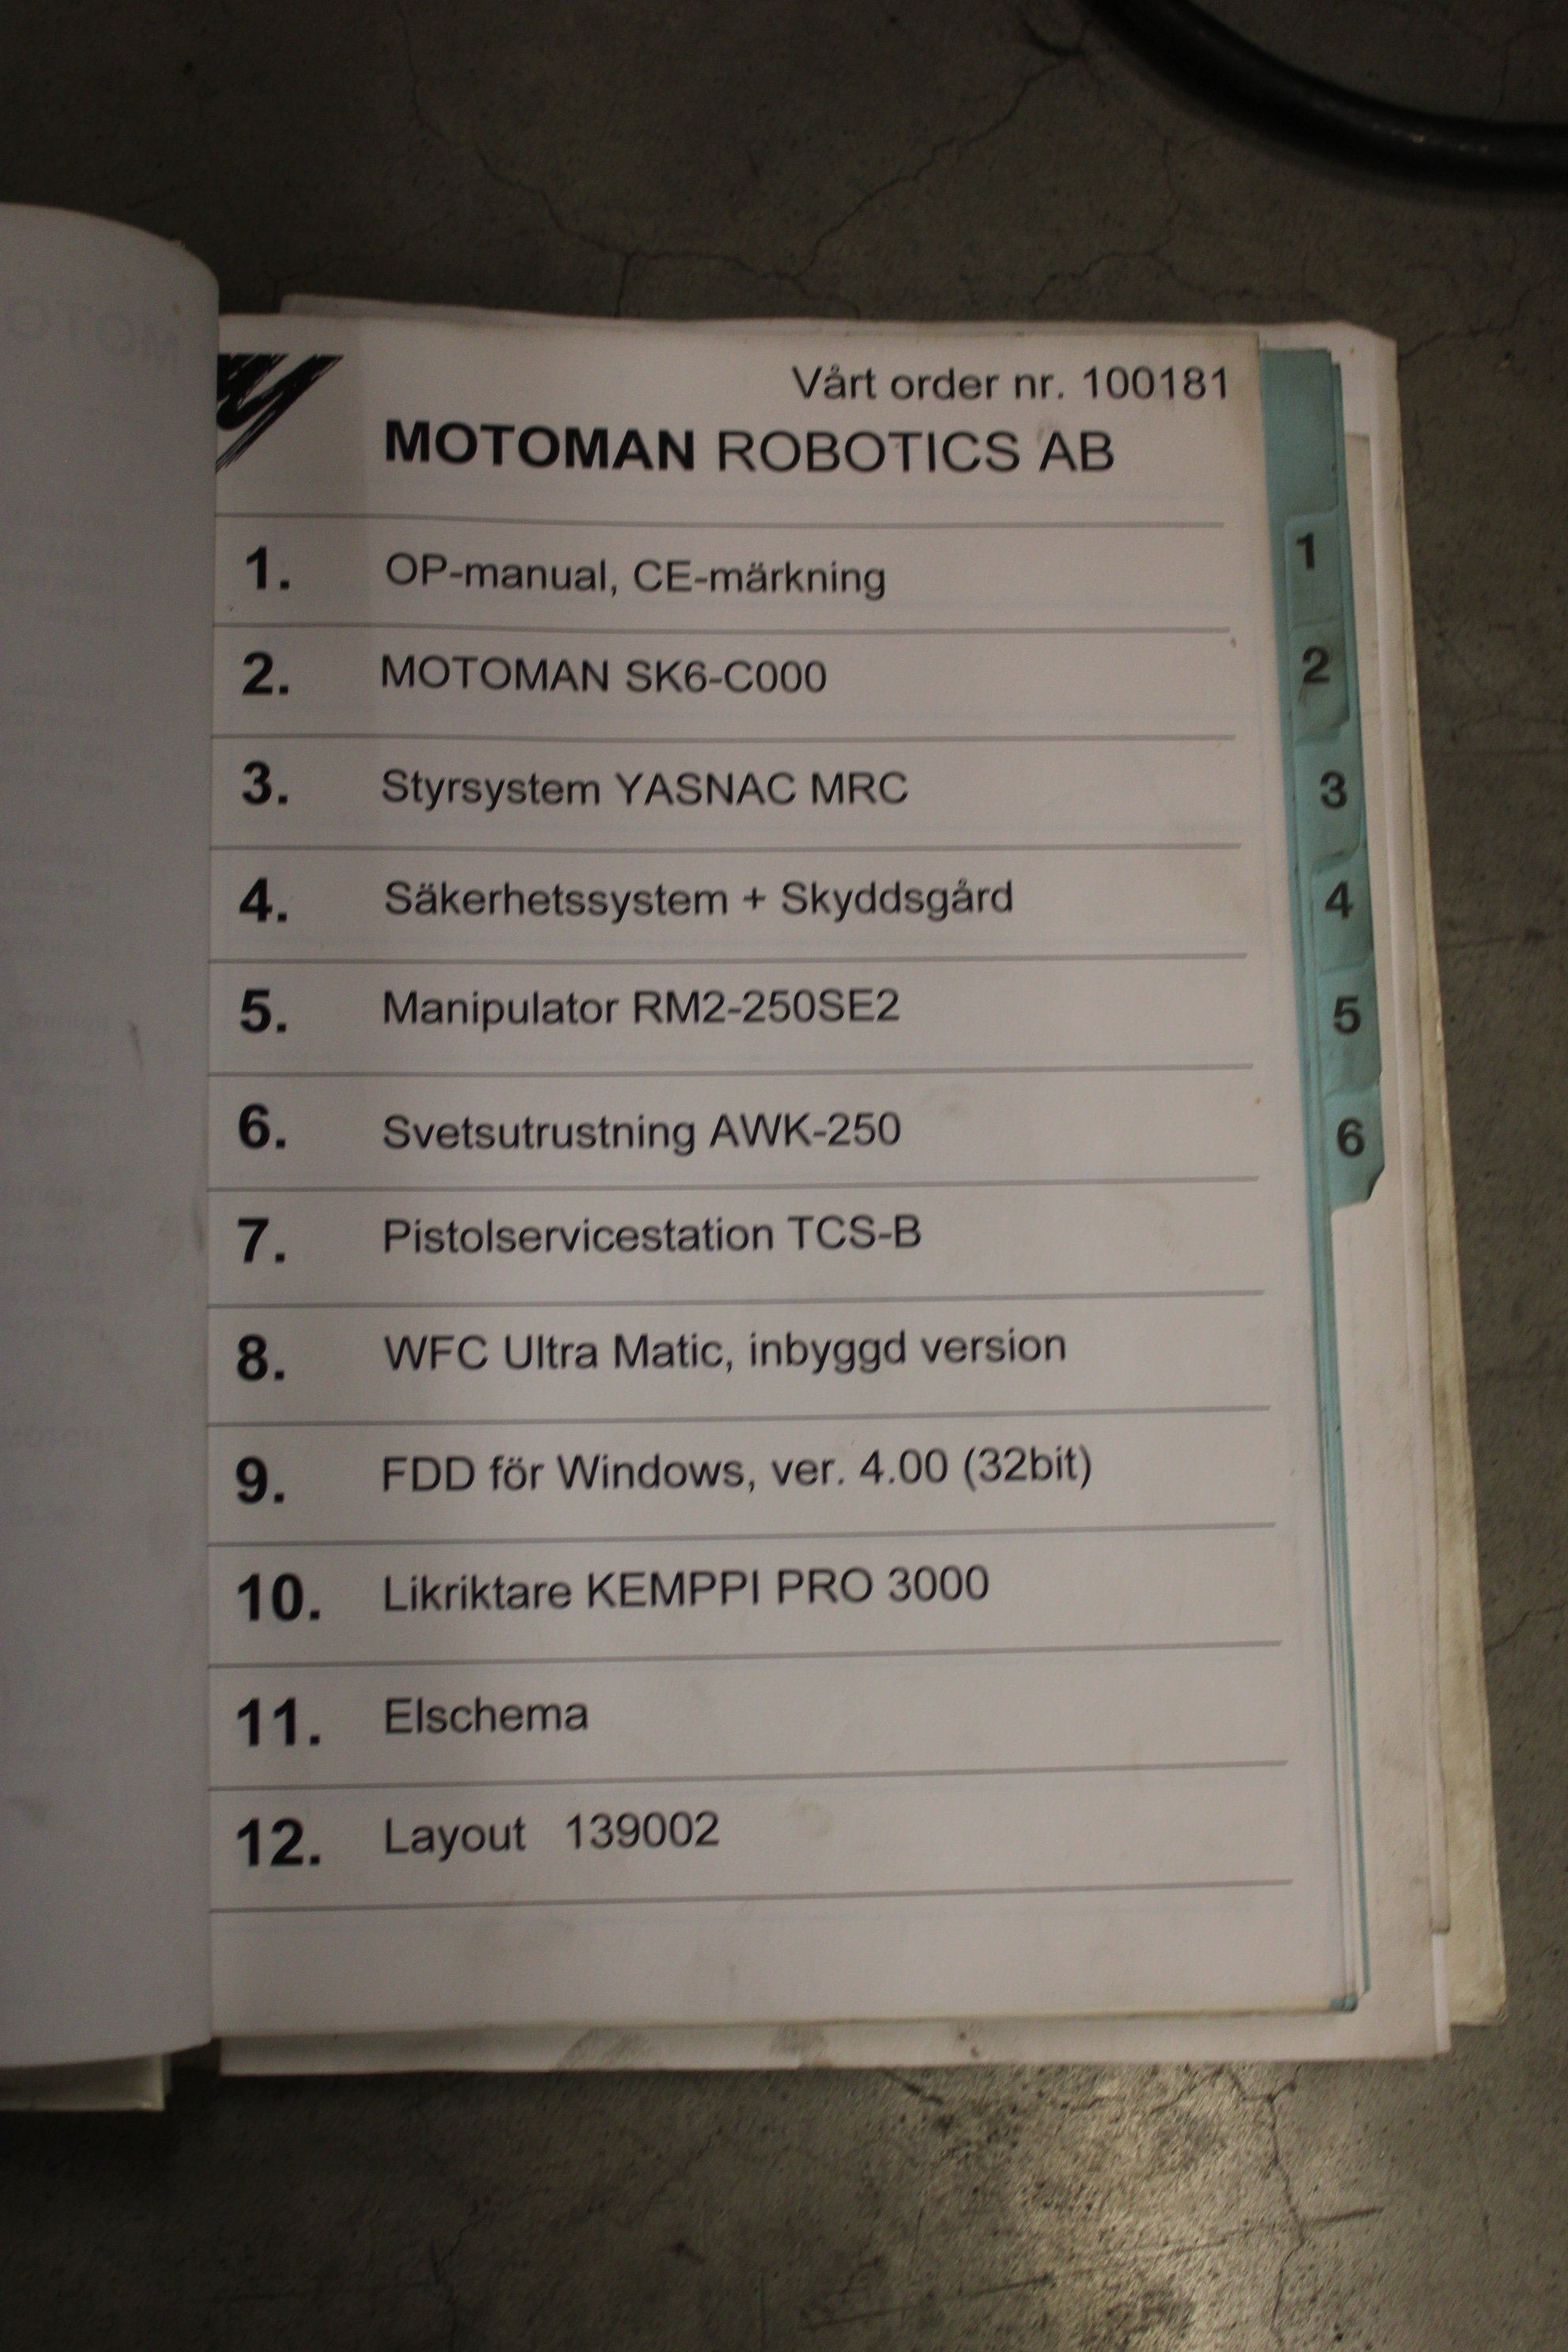 Vårt order nr. 100181
MOTOMAN ROBOTICS AB
1. OP-manual, CE-märkning
2. MOTOMAN SK6-C000
3. Styrsystem YASNAC MRC
4. Säkerhetssystem + Skyddsgård
5. Manipulator RM2-250SE2
6. Svetsutrustning AWK-250
7. Pistolservicestation TCS-B
8. WFC Ultra Matic, inbyggd version
9. FDD för Windows, ver. 4.00 (32bit)
10. Likriktare KEMPPI PRO 3000
11. Elschema
12. Layout 139002
1
2
3
4
5
6